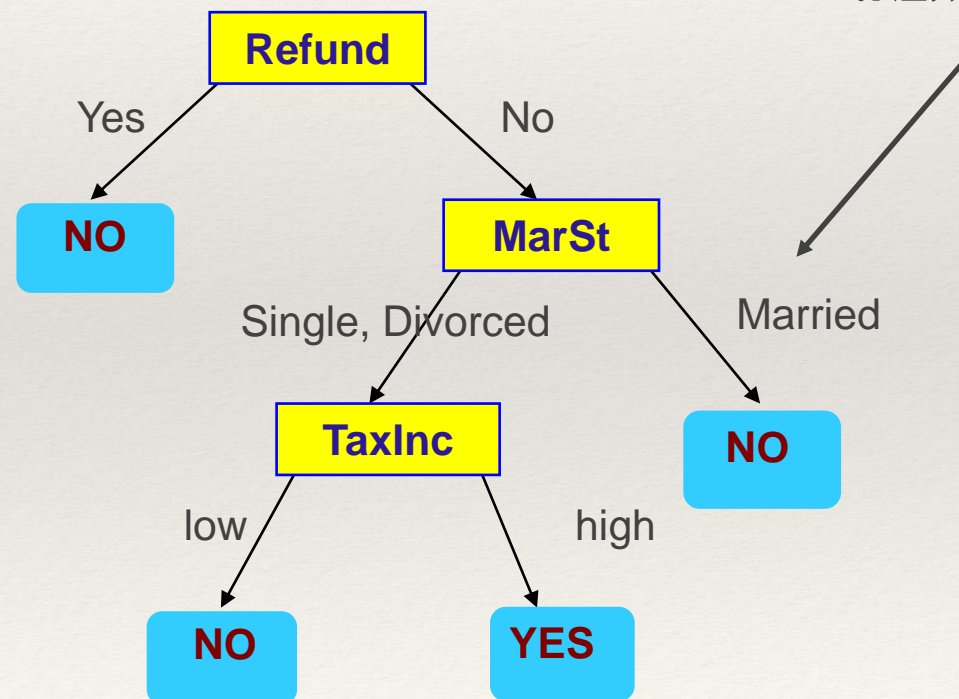 Refund
Yes
No
NO
MarSt
Single, Divorced
Married
TaxInc
NO
low
high
NO
YES